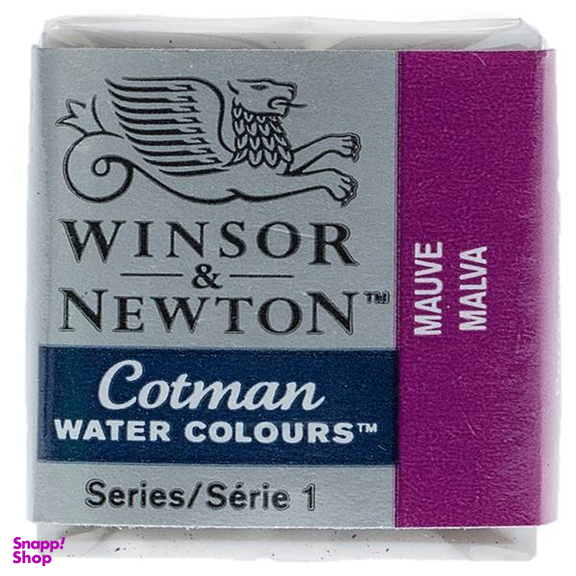 WINSOR
&
NEWTON™
Cotman
WATER COLOURS™
Series/Série 1
MAUVE
MALVA
Snapp!
Shop